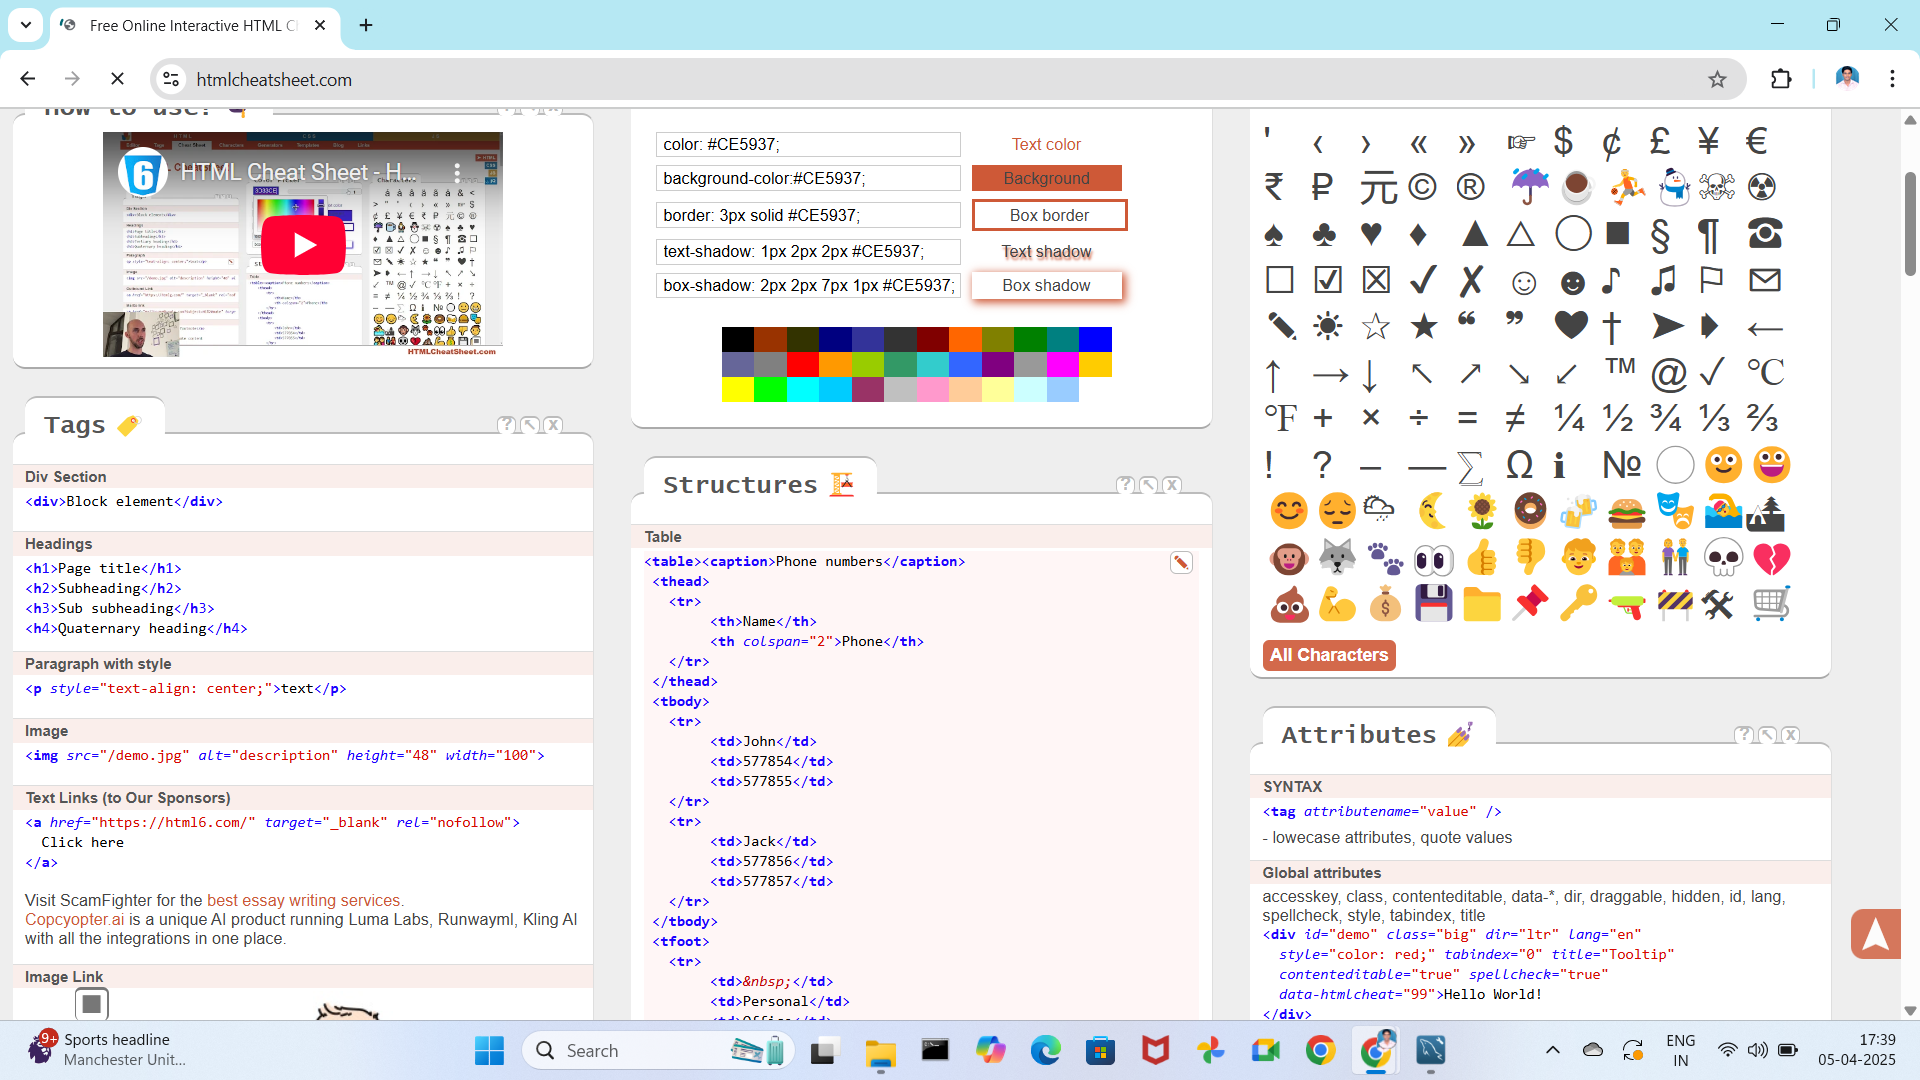 Free Online Interactive HTML C
htmlcheatsheet.com
How to use?
HTML Cheat Sheet - H...
HTMLCheatSheet.com
Tags
Div Section
<div>Block element</div>
Headings
<h1>Page title</h1>
<h2>Subheading</h2>
<h3>Sub subheading</h3>
<h4>Quaternary heading</h4>
Paragraph with style
<p style="text-align: center;">text</p>
Image
<img src="/demo.jpg" alt="description" height="48" width="100">
Text Links (to Our Sponsors)
<a href="https://html6.com/" target="_blank" rel="nofollow">
Click here
</a>
Visit ScamFighter for the best essay writing services.
Copcyopter.ai is a unique AI product running Luma Labs, Runwayml, Kling AI
with all the integrations in one place.
Image Link
color: #CE5937;
Text color
background-color:#CE5937;
Background
border: 3px solid #CE5937;
Box border
text-shadow: 1px 2px 2px #CE5937;
Text shadow
box-shadow: 2px 2px 7px 1px #CE5937;
Box shadow
Structures
Table
<table><caption>Phone numbers</caption>
<thead>
<tr>
<th>Name</th>
<th colspan="2">Phone</th>
</tr>
</thead>
<tbody>
<tr>
<td>John</td>
<td>577854</td>
<td>577855</td>
</tr>
<tr>
<td>Jack</td>
<td>577856</td>
<td>577857</td>
</tr>
</tbody>
<tfoot>
<tr>
<td>&nbsp;</td>
<td>Personal</td>
<td>Office</td>
' ‹ › « » ☞ $ ¢ £ ¥ €
₹ ₽ 元 © ® ☂ ☕ ⛹ ⛄ ☠ ☢
♠ ♣ ♥ ♦ ▲ △ ◯ ■ § ¶ ☎
☐ ☑ ☒ ✓ ✗ ☺ ☻ ♪ ♫ ⚐ ✉
✏ ☀ ☆ ★ ❝ ❞ ♥ † ➤ ➧ ←
↑ → ↓ ↖ ↗ ↘ ↙ ™ @ ✓ ℃
℉ + × ÷ = ≠ ¼ ½ ¾ ⅓ ⅔
! ? – — ∑ Ω ℹ № ◯ 🙂 😀
😊 😔 🌦 🌜 🌻 🍩 🍻 🍔 🎭 🏊 🏕
🐵 🐺 🐾 👀 👍 👎 👦 👪 👬 💀 💔
💩 💪 💰 💾 📁 📌 🔑 🔫 🚧 🛠 🛒
All Characters
Attributes
SYNTAX
<tag attributename="value" />
- lowecase attributes, quote values
Global attributes
accesskey, class, contenteditable, data-*, dir, draggable, hidden, id, lang,
spellcheck, style, tabindex, title
<div id="demo" class="big" dir="ltr" lang="en"
style="color: red;" tabindex="0" title="Tooltip"
contenteditable="true" spellcheck="true"
data-htmlcheat="99">Hello World!
</div>
9+
Sports headline
Manchester Unit...
Search
ENG
IN
17:39
05-04-2025